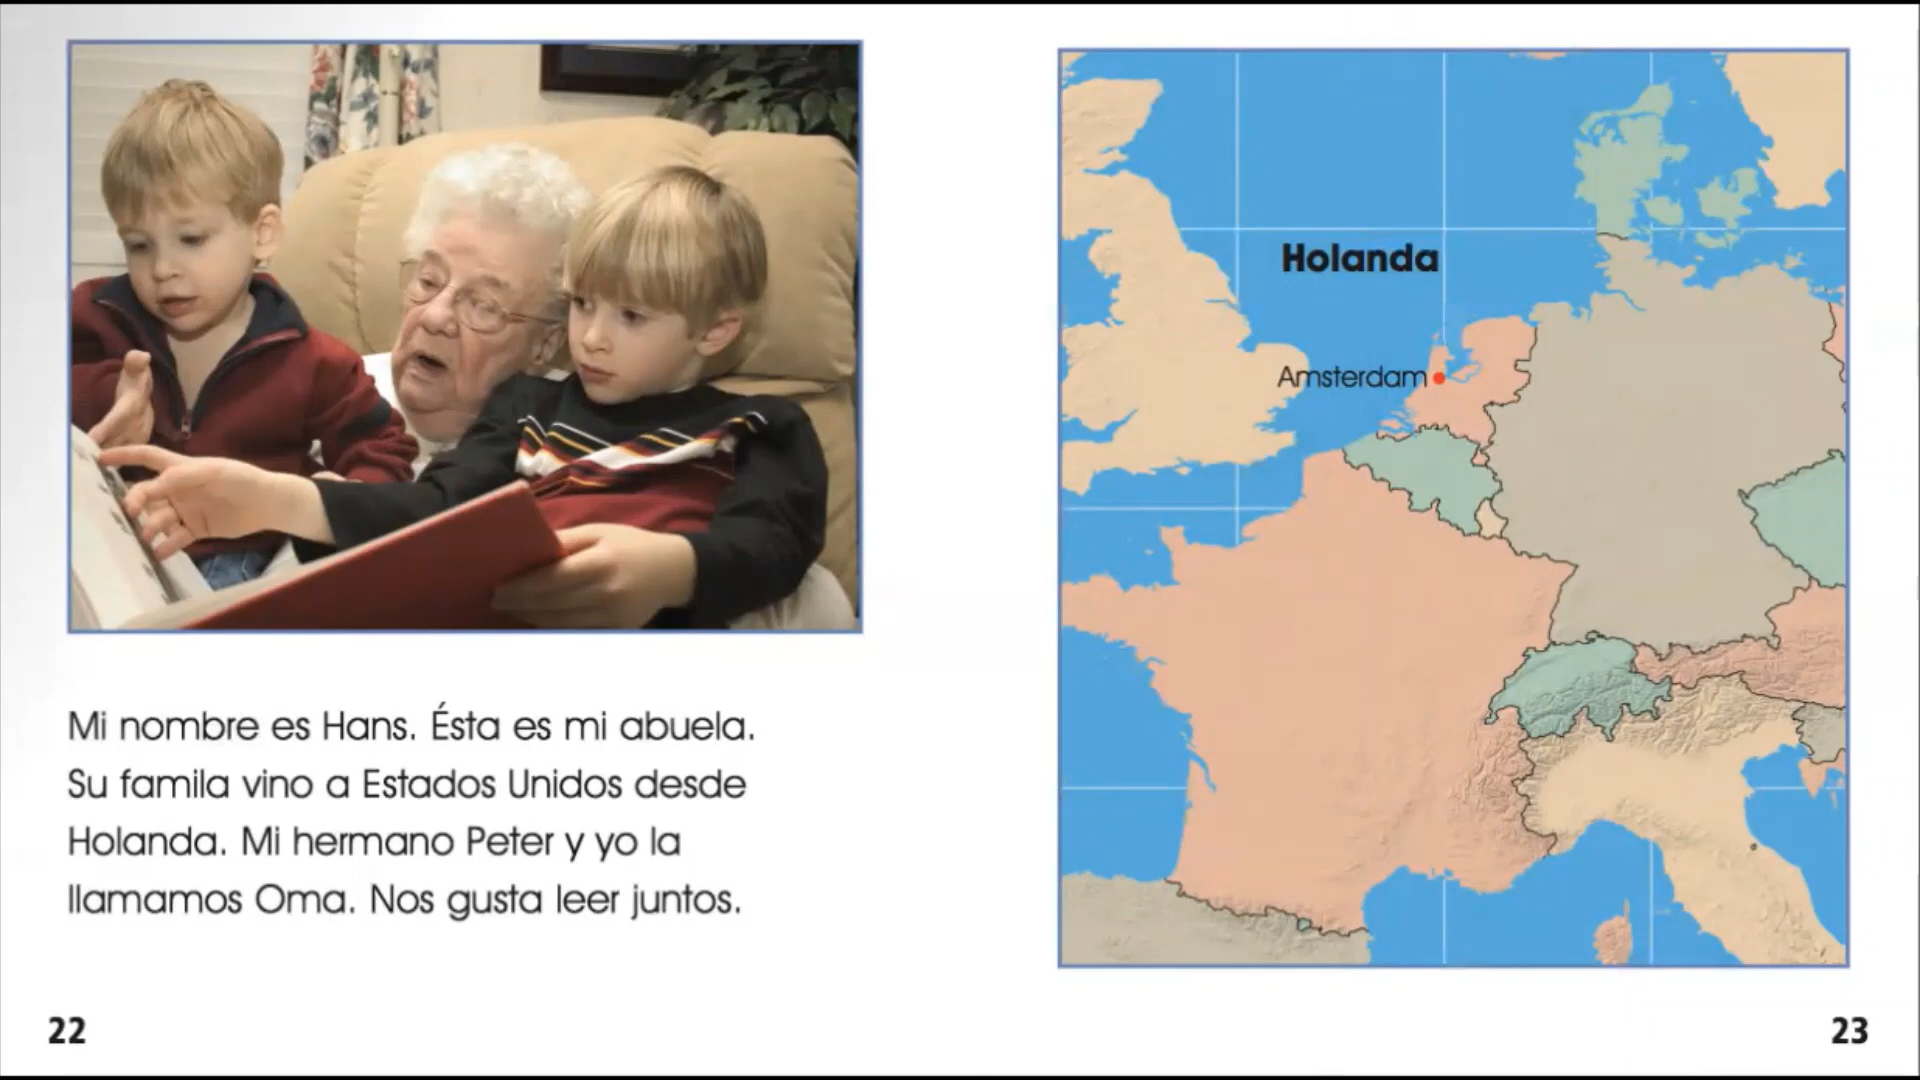 Mi nombre es Hans. Ésta es mi abuela.
Su famila vino a Estados Unidos desde
Holanda. Mi hermano Peter y yo la
llamamos Oma. Nos gusta leer juntos.
22
Holanda
Amsterdam
23